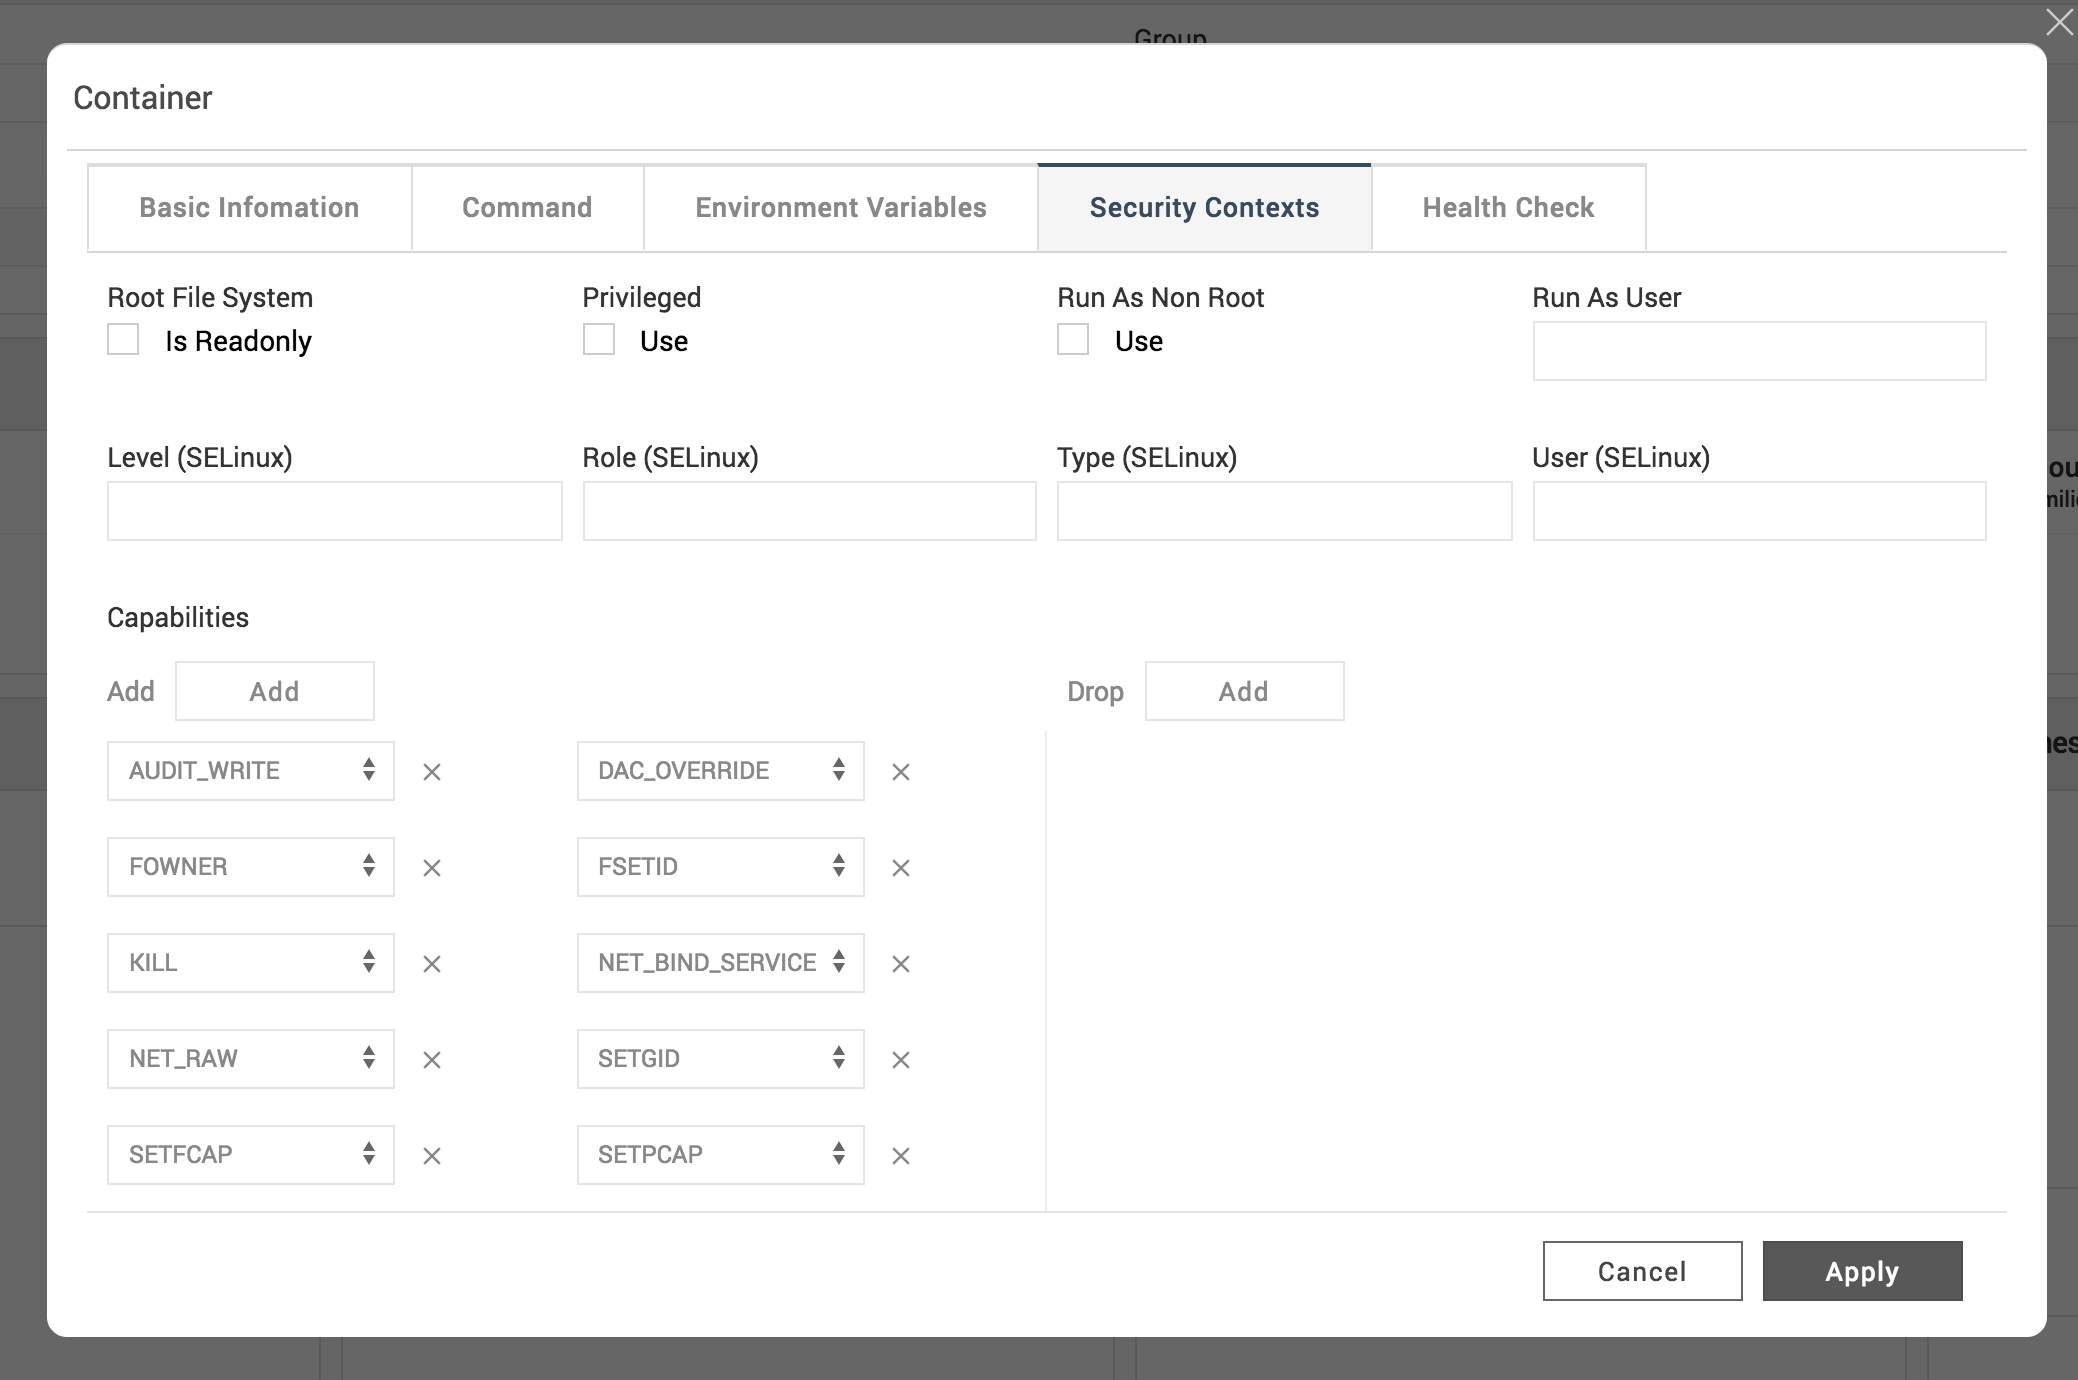 Group
Container
Basic Infomation Command Environment Variables Security Contexts Health Check
Root File System Privileged Run As Non Root Run As User
Is Readonly Use Use
Level (SELinux) Role (SELinux) Type (SELinux) User (SELinux)
Capabilities
Add Add Drop Add
AUDIT_WRITE DAC_OVERRIDE
FOWNER FSETID
KILL NET_BIND_SERVICE
NET_RAW SETGID
SETFCAP SETPCAP
Cancel Apply